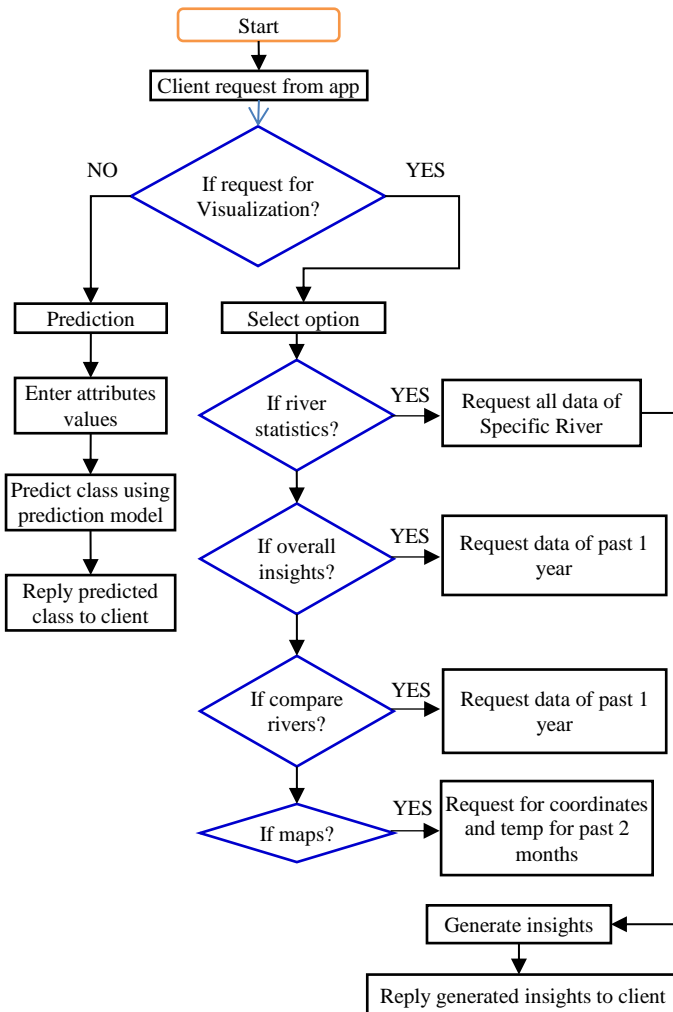 Start
Client request from app
NO
YES
If request for
Visualization?
Prediction
Select option
Enter attributes
values
If river
statistics?
YES
Request all data of
Specific River
Predict class using
prediction model
If overall
insights?
YES
Request data of past 1
year
Reply predicted
class to client
If compare
rivers?
YES
Request data of past 1
year
If maps?
YES
Request for coordinates
and temp for past 2
months
Generate insights
Reply generated insights to client